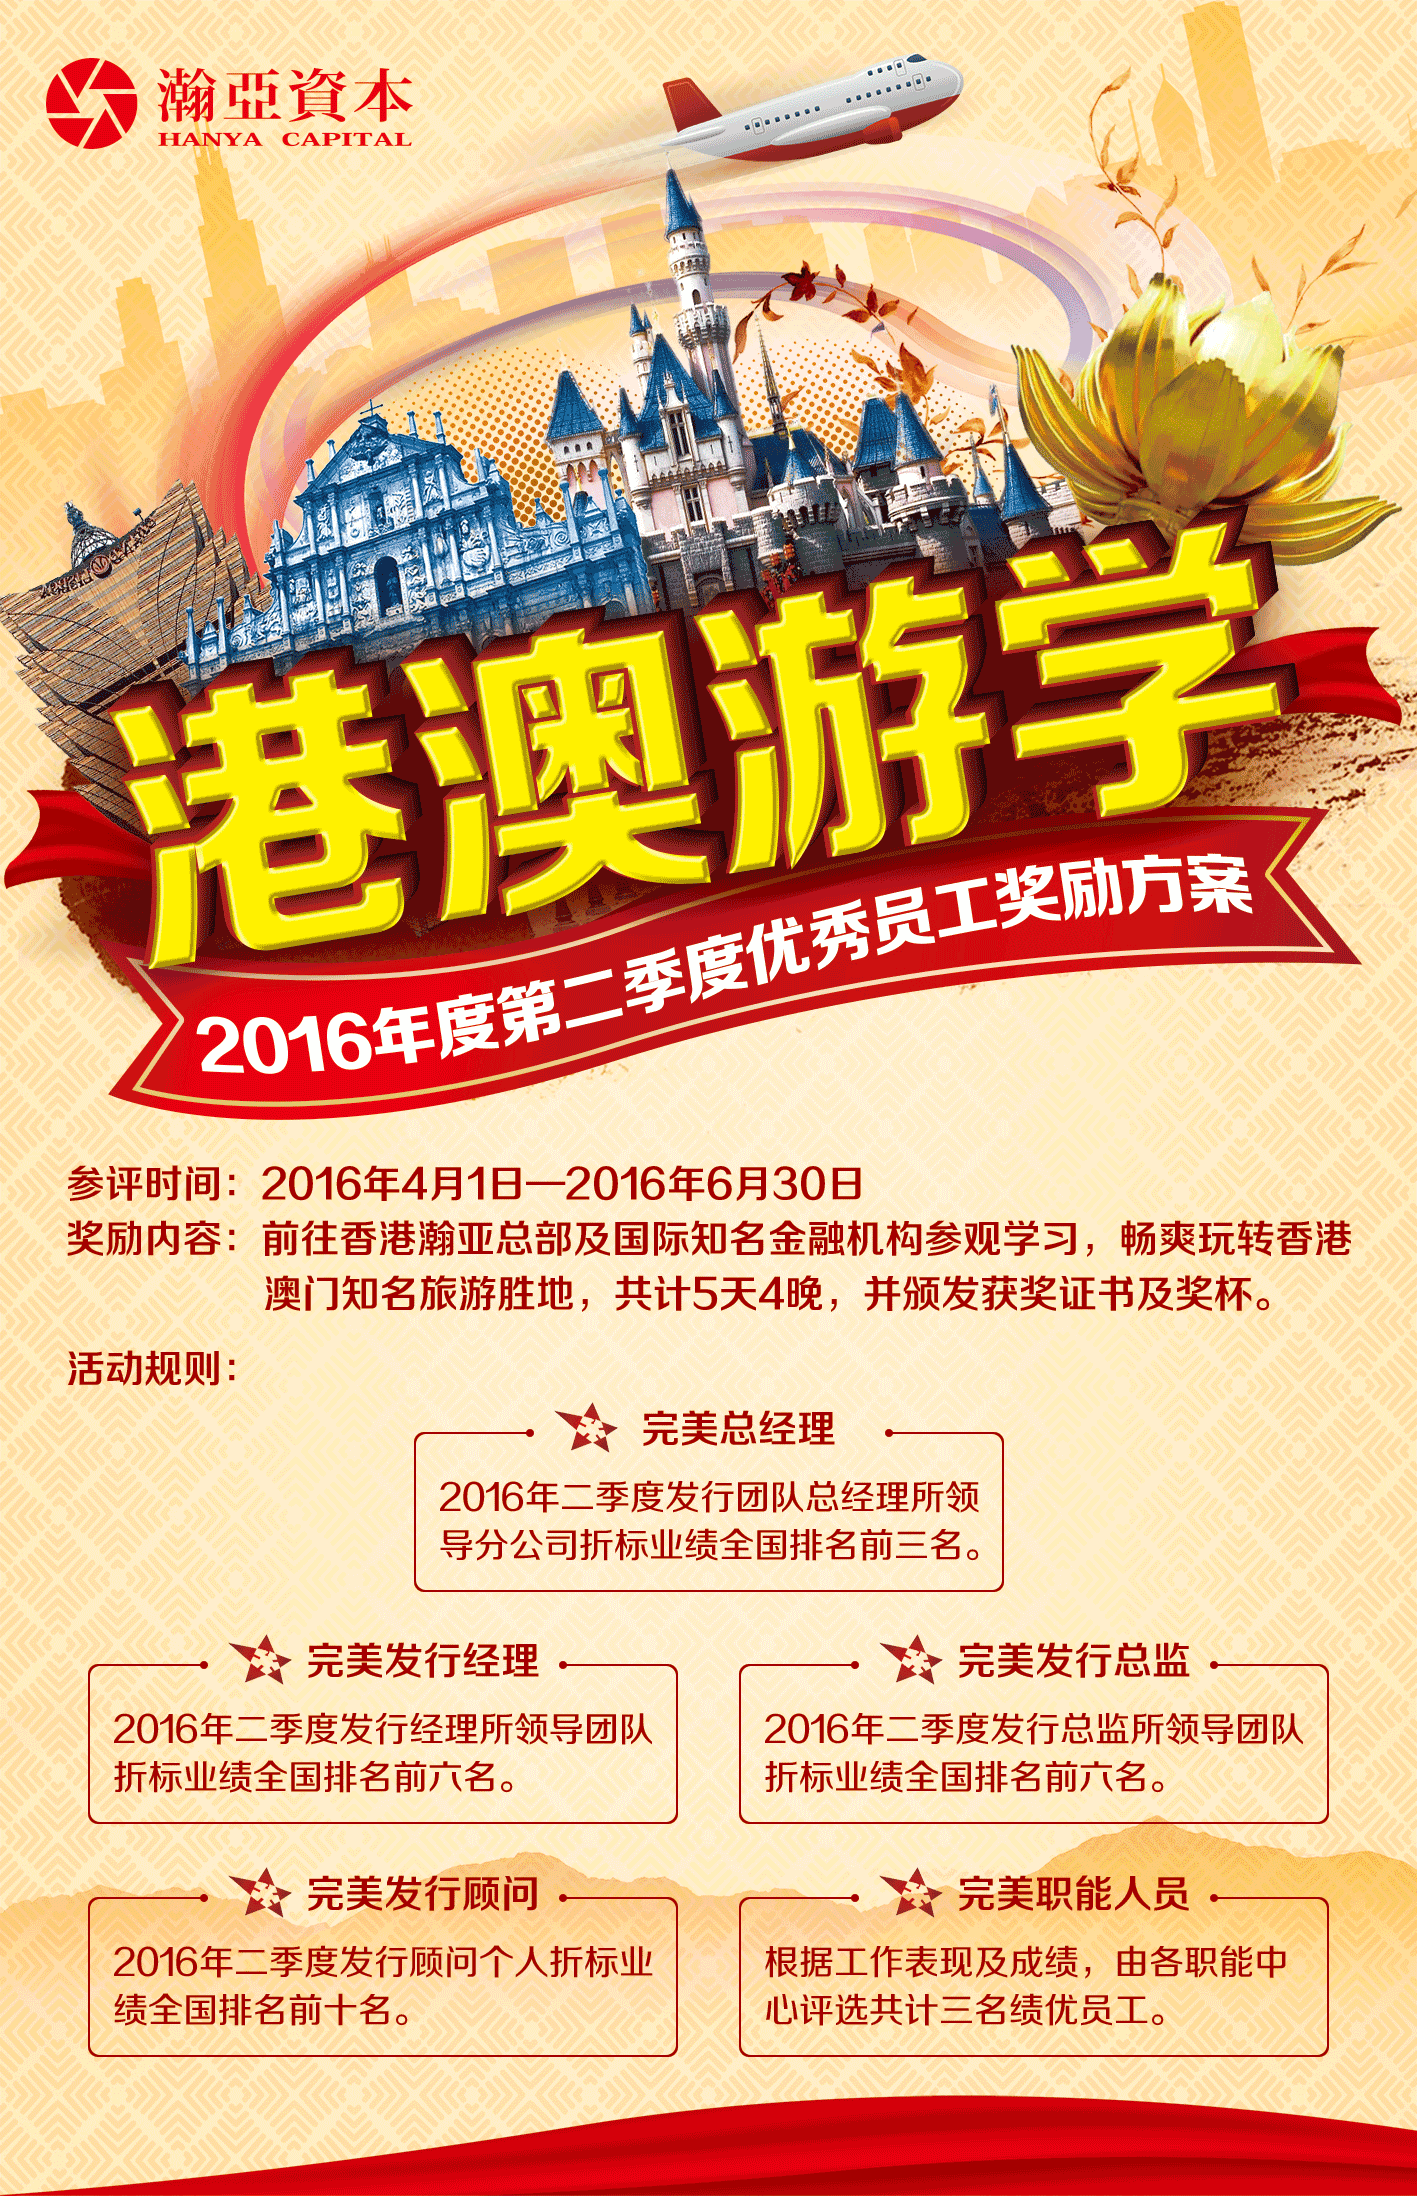 瀚亞資本
HANYA CAPITAL
港澳游学
2016年度第二季度优秀员工奖励方案
参评时间：2016年4月1日—2016年6月30日
奖励内容：前往香港瀚亚总部及国际知名金融机构参观学习，畅爽玩转香港
澳门知名旅游胜地，共计5天4晚，并颁发获奖证书及奖杯。
活动规则：
完美总经理
2016年二季度发行团队总经理所领
导分公司折标业绩全国排名前三名。
完美发行经理
2016年二季度发行经理所领导团队
折标业绩全国排名前六名。
完美发行总监
2016年二季度发行总监所领导团队
折标业绩全国排名前六名。
完美发行顾问
2016年二季度发行顾问个人折标业
绩全国排名前十名。
完美职能人员
根据工作表现及成绩，由各职能中
心评选共计三名绩优员工。